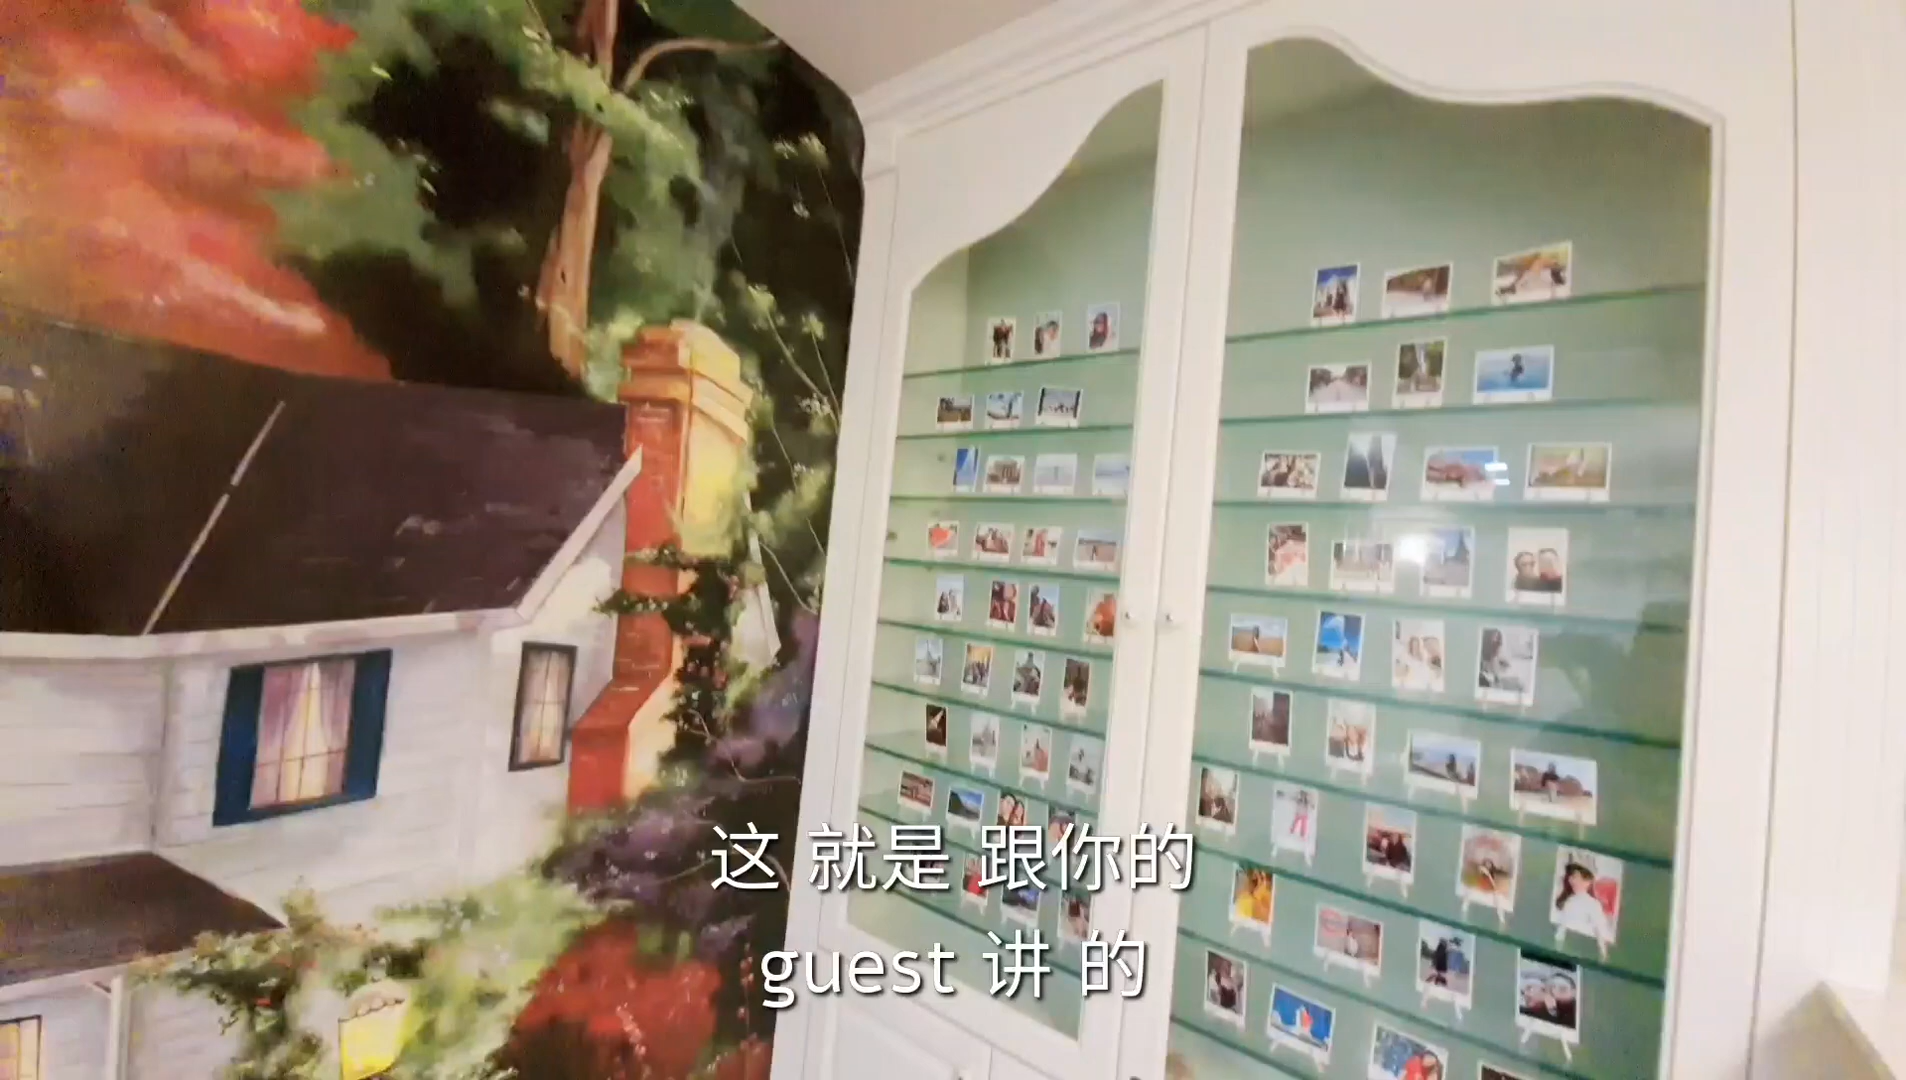 这 就是 跟你的
guest 讲 的